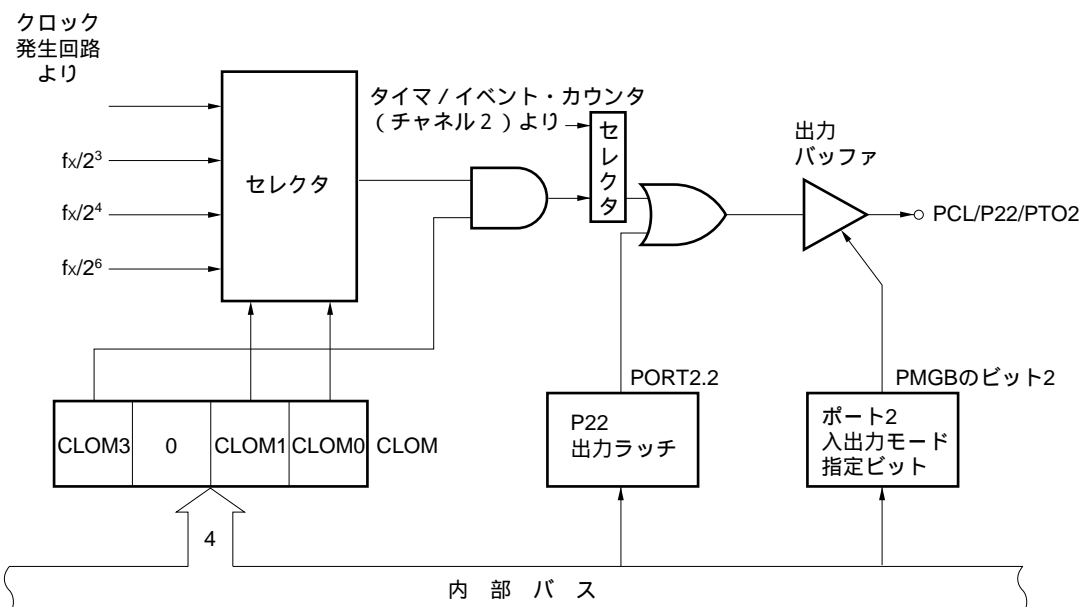 クロック
発生回路
より
タイマ / イベント・カウンタ
（チャネル２）より
セレクタ
出力
バッファ
fX/2³
セレクタ
fX/2⁴
PCL/P22/PTO2
fX/2⁶
PORT2.2
PMGBのビット2
CLOM3
0
CLOM1
CLOM0
CLOM
P22
出力ラッチ
ポート2
入出力モード
指定ビット
4
内 部 バ ス